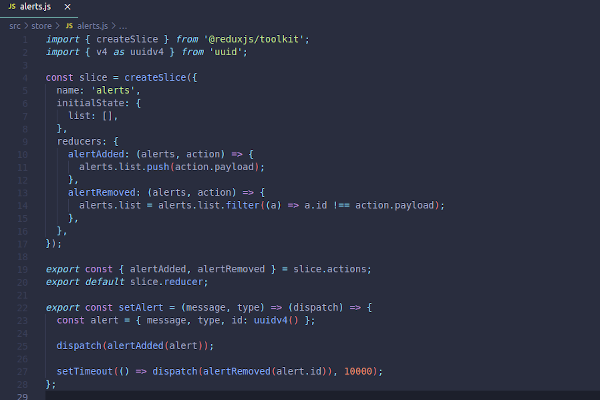 JS alerts.js ×
src > store > JS alerts.js > ...
1 import { createSlice } from '@reduxjs/toolkit';
2 import { v4 as uuidv4 } from 'uuid';
3
4 const slice = createSlice({
5 name: 'alerts',
6 initialState: {
7 list: [],
8 },
9 reducers: {
10 alertAdded: (alerts, action) => {
11 alerts.list.push(action.payload);
12 },
13 alertRemoved: (alerts, action) => {
14 alerts.list = alerts.list.filter((a) => a.id !== action.payload);
15 },
16 },
17 });
18
19 export const { alertAdded, alertRemoved } = slice.actions;
20 export default slice.reducer;
21
22 export const setAlert = (message, type) => (dispatch) => {
23 const alert = { message, type, id: uuidv4() };
24
25 dispatch(alertAdded(alert));
26
27 setTimeout(() => dispatch(alertRemoved(alert.id)), 10000);
28 };
29